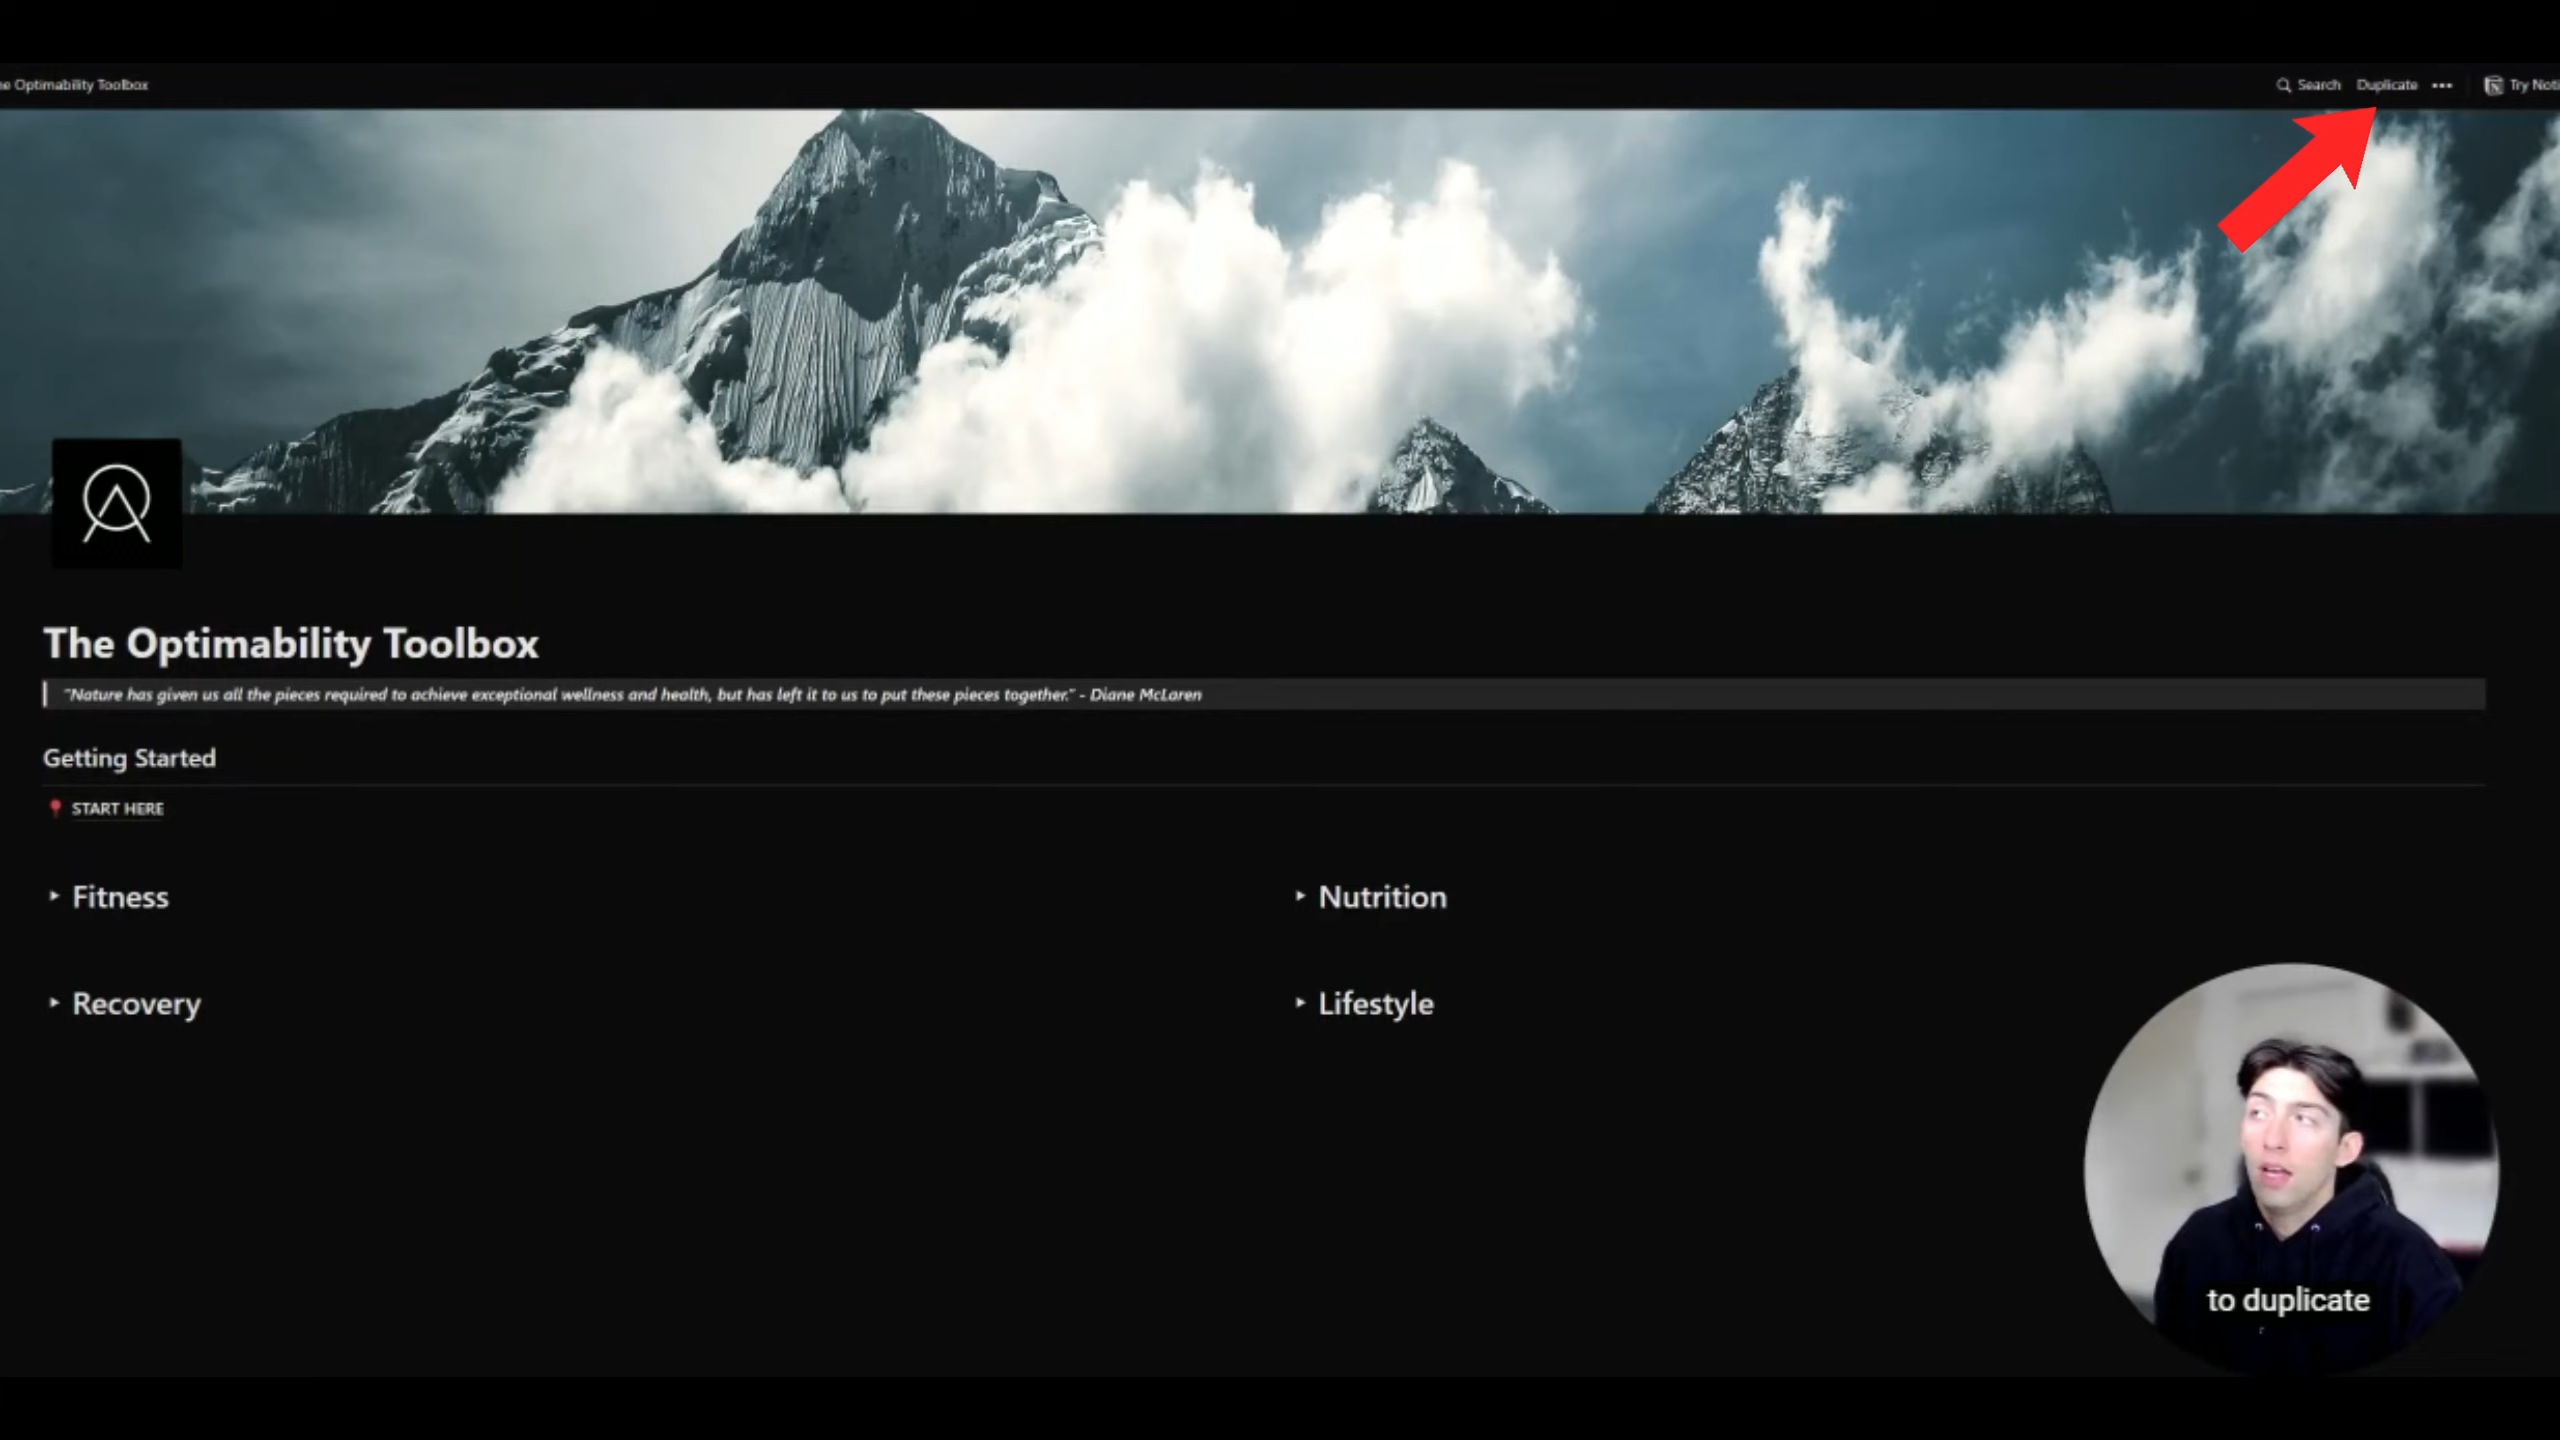 The Optimability Toolbox
Search Duplicate ••• Try
The Optimability Toolbox
"Nature has given us all the pieces required to achieve exceptional wellness and health, but has left it to us to put these pieces together." - Diane McLaren
Getting Started
START HERE
Fitness
Nutrition
Recovery
Lifestyle
to duplicate